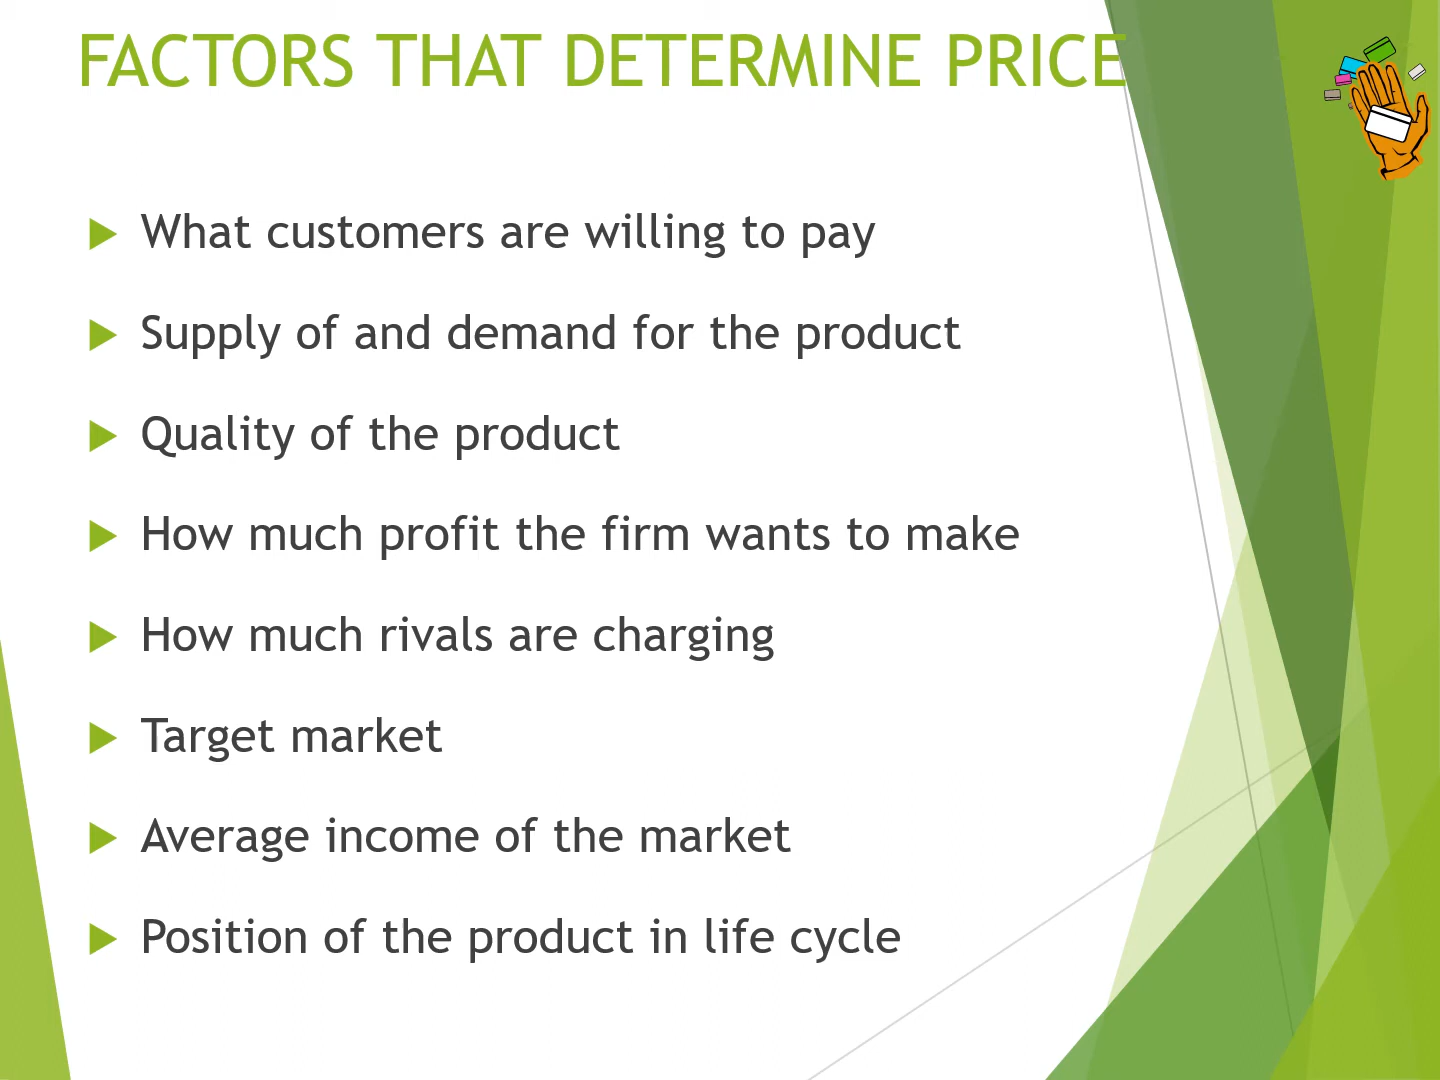 FACTORS THAT DETERMINE PRICE
What customers are willing to pay
Supply of and demand for the product
Quality of the product
How much profit the firm wants to make
How much rivals are charging
Target market
Average income of the market
Position of the product in life cycle